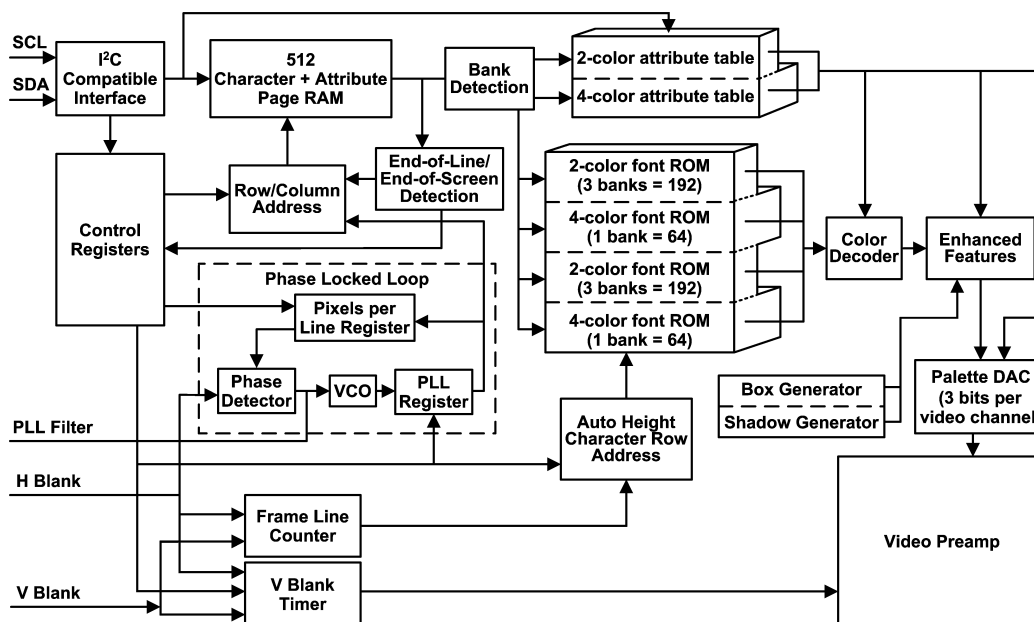 SCL
SDA
I²C
Compatible
Interface
512
Character + Attribute
Page RAM
Bank
Detection
2-color attribute table
4-color attribute table
Control
Registers
Row/Column
Address
End-of-Line/
End-of-Screen
Detection
2-color font ROM
(3 banks = 192)
4-color font ROM
(1 bank = 64)
2-color font ROM
(3 banks = 192)
4-color font ROM
(1 bank = 64)
Color
Decoder
Enhanced
Features
Phase Locked Loop
Pixels per
Line Register
Phase
Detector
VCO
PLL
Register
PLL Filter
Auto Height
Character Row
Address
Box Generator
Shadow Generator
Palette DAC
(3 bits per
video channel
H Blank
Frame Line
Counter
Video Preamp
V Blank
V Blank
Timer